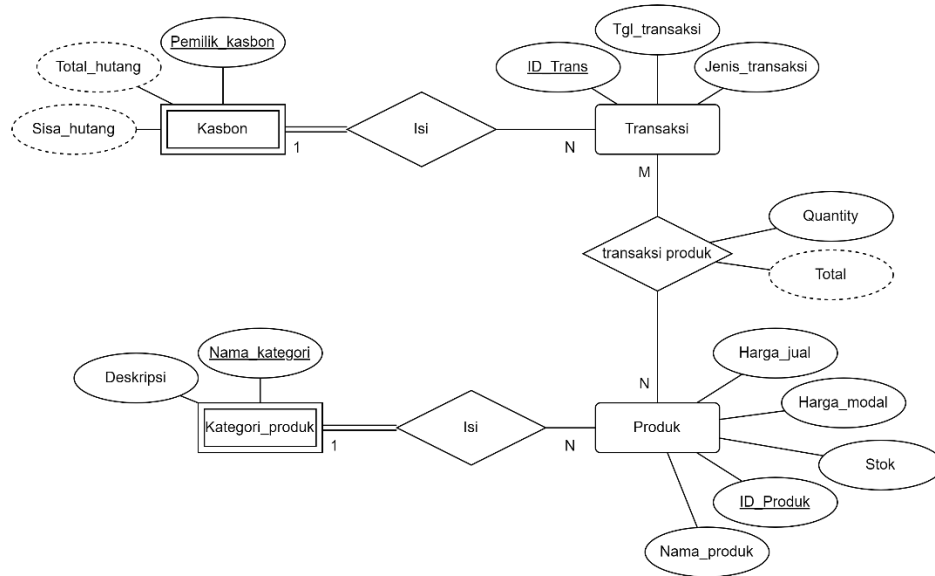 Tgl_transaksi
Pemilik_kasbon
Total_hutang
ID_Trans
Jenis_transaksi
Sisa_hutang
Kasbon
Isi
Transaksi
1
N
M
Quantity
transaksi produk
Total
Nama_kategori
Harga_jual
Deskripsi
N
Harga_modal
Kategori_produk
Isi
Produk
1
N
Stok
ID_Produk
Nama_produk